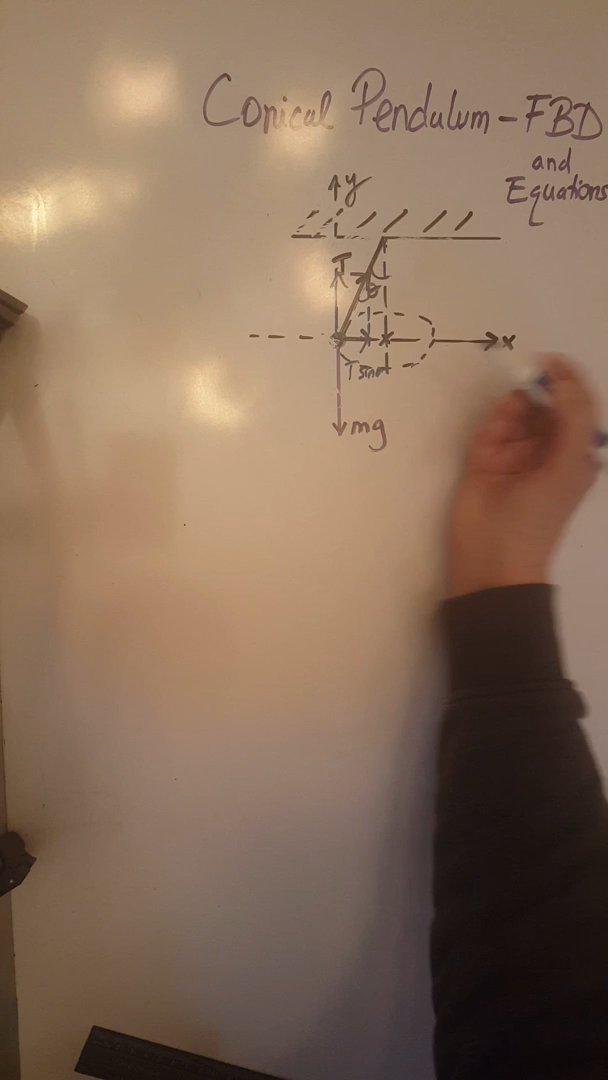 Conical Pendulum - FBD
and
Equations
y
T
θ
x
T sinθ
mg